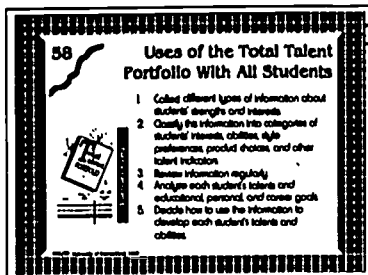 58
Uses of the Total Talent
Portfolio With All Students
1. Collect different types of information about
students' strengths and interests.
2. Classify this information into categories of
students' interests, abilities, style
preferences, product choices, and other
talent indicators.
3. Review information regularly.
4. Analyze each student's talents and
educational, personal, and career goals.
5. Decide how to use the information to
develop each student's talents and
abilities.